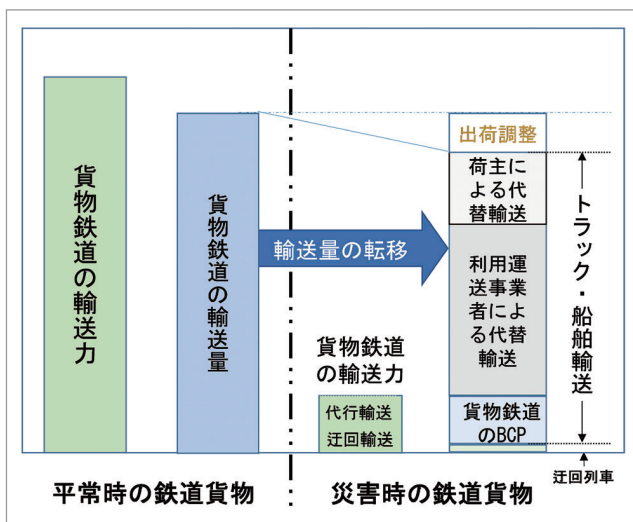 貨物鉄道の輸送力
貨物鉄道の輸送量
輸送量の転移
貨物鉄道
の輸送力
代行輸送
迂回輸送
出荷調整
荷主に
よる代
替輸送
利用運
送事業
者によ
る代替
輸送
貨物鉄道
のBCP
トラック・船舶輸送
迂回列車
平常時の鉄道貨物
災害時の鉄道貨物